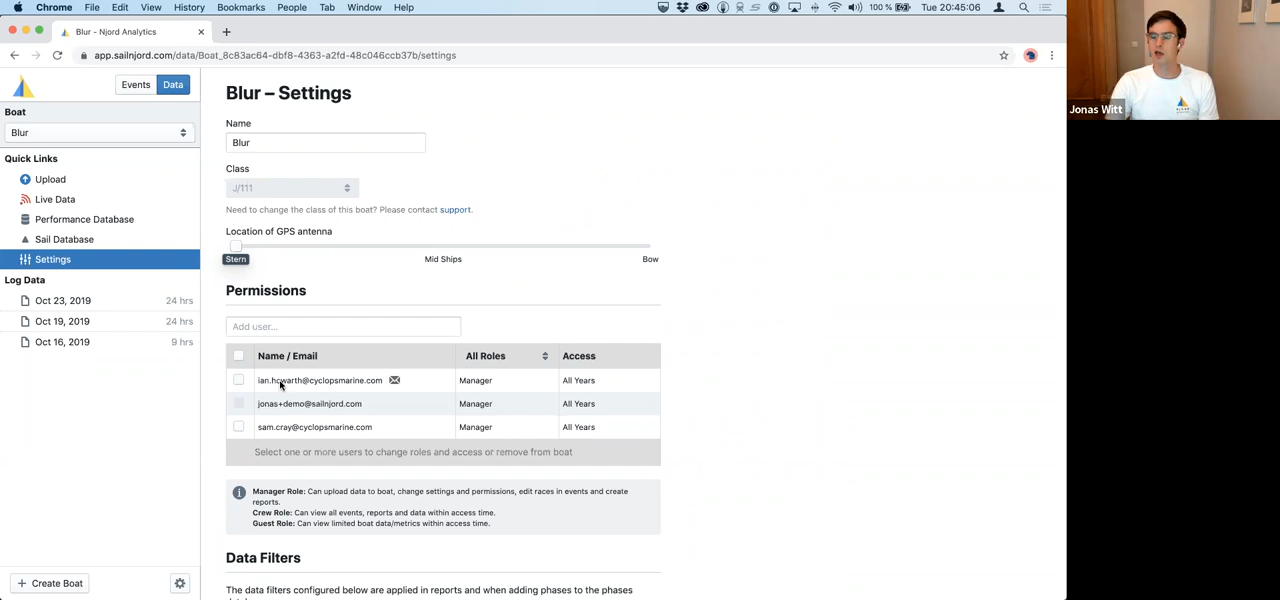 Chrome File Edit View History Bookmarks People Tab Window Help 100 % Tue 20:45:06
Blur - Njord Analytics
app.sailnjord.com/data/Boat_8c83ac64-dbf8-4363-a2fd-48c046ccb37b/settings
Events Data
Boat
Blur
Quick Links
Upload
Live Data
Performance Database
Sail Database
Settings
Log Data
Oct 23, 2019 24 hrs
Oct 19, 2019 24 hrs
Oct 16, 2019 9 hrs
Create Boat
Blur – Settings
Name
Blur
Class
J/111
Need to change the class of this boat? Please contact support.
Location of GPS antenna
Stern Mid Ships Bow
Permissions
Add user...
Name / Email All Roles Access
ian.howarth@cyclopsmarine.com Manager All Years
jonas+demo@sailnjord.com Manager All Years
sam.cray@cyclopsmarine.com Manager All Years
Select one or more users to change roles and access or remove from boat
Manager Role: Can upload data to boat, change settings and permissions, edit races in events and create
reports.
Crew Role: Can view all events, reports and data within access time.
Guest Role: Can view limited boat data/metrics within access time.
Data Filters
The data filters configured below are applied in reports and when adding phases to the phases
Jonas Witt